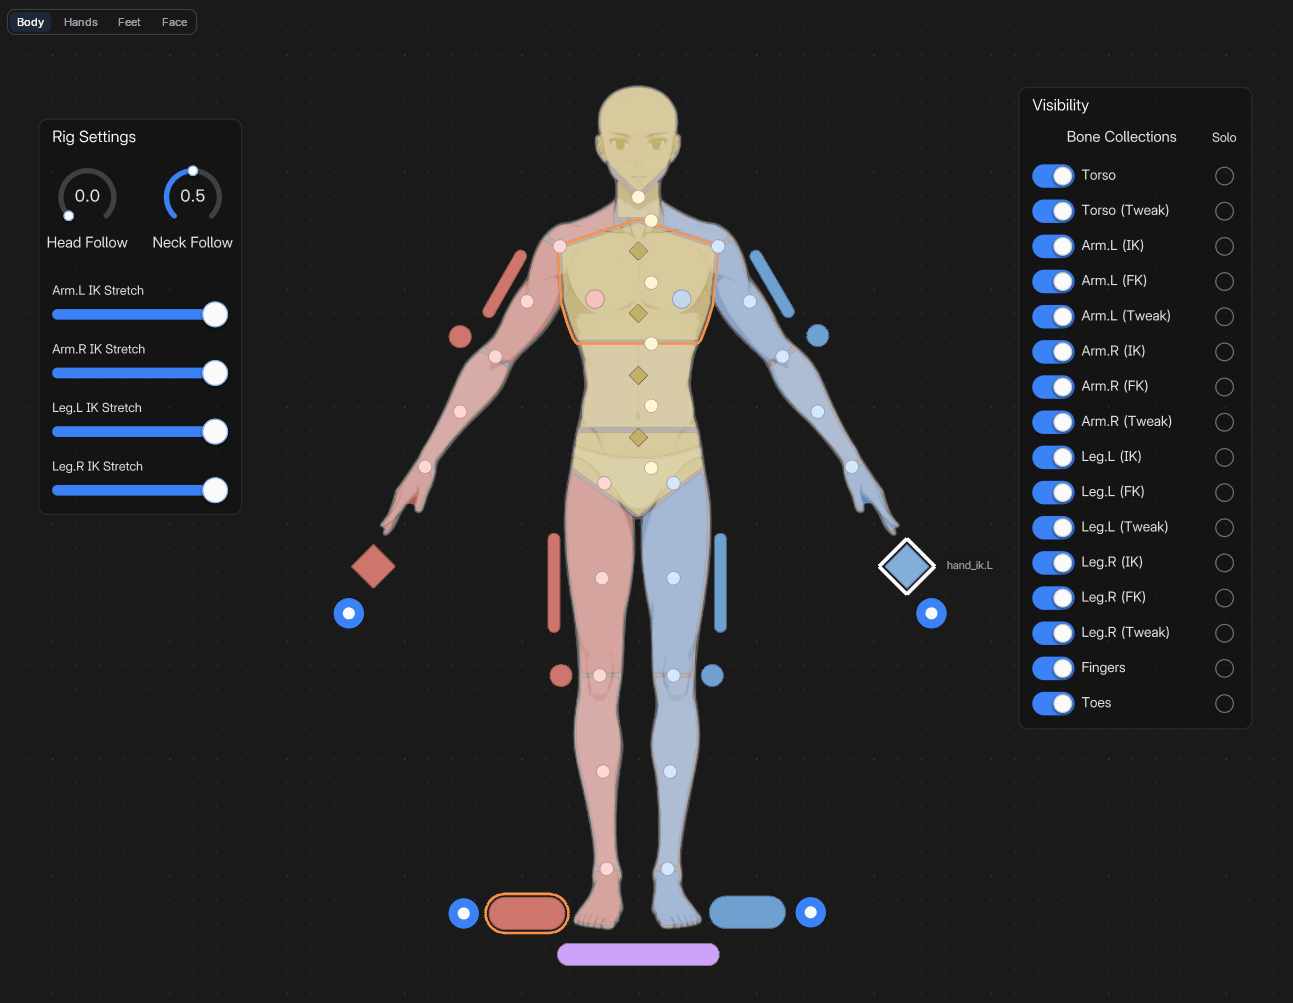 Body Hands Feet Face
Rig Settings
0.0 0.5
Head Follow Neck Follow
Arm.L IK Stretch
Arm.R IK Stretch
Leg.L IK Stretch
Leg.R IK Stretch
hand_ik.L
Visibility
Bone Collections Solo
Torso
Torso (Tweak)
Arm.L (IK)
Arm.L (FK)
Arm.L (Tweak)
Arm.R (IK)
Arm.R (FK)
Arm.R (Tweak)
Leg.L (IK)
Leg.L (FK)
Leg.L (Tweak)
Leg.R (IK)
Leg.R (FK)
Leg.R (Tweak)
Fingers
Toes